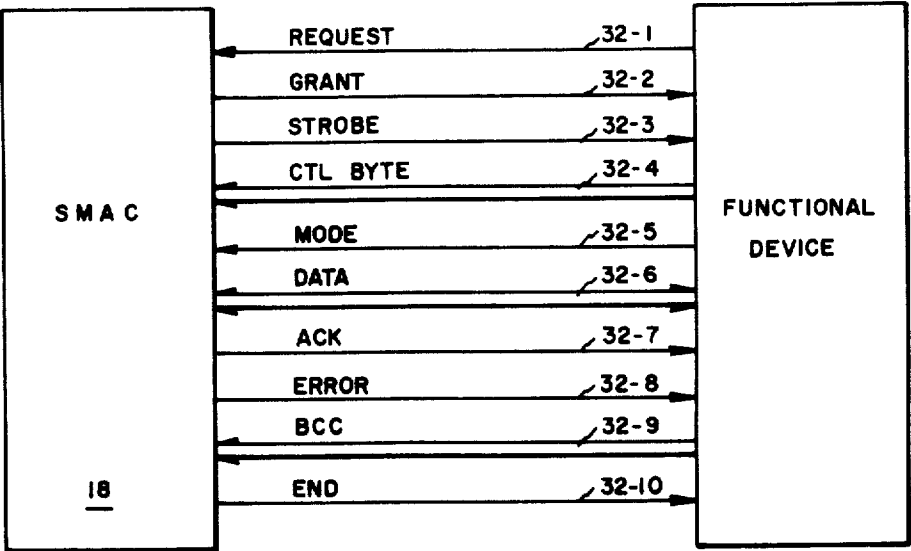 REQUEST 32-1
GRANT 32-2
STROBE 32-3
CTL BYTE 32-4
SMAC
FUNCTIONAL
DEVICE
MODE 32-5
DATA 32-6
ACK 32-7
ERROR 32-8
BCC 32-9
18
END 32-10